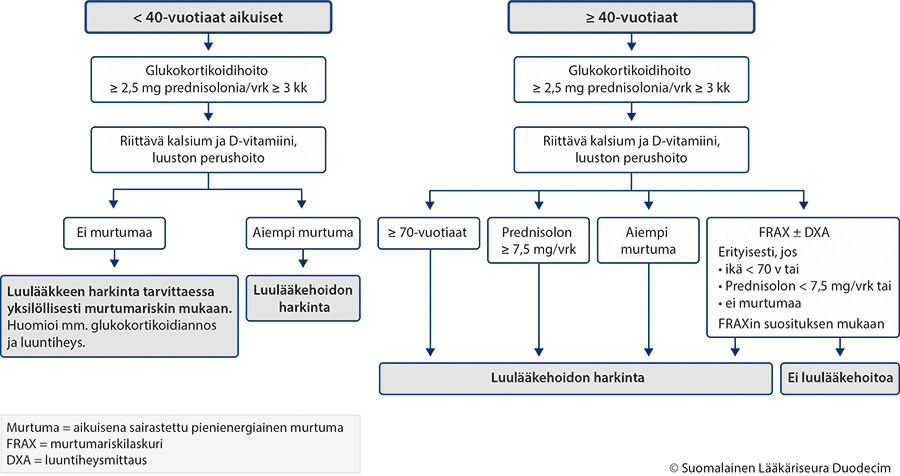 < 40-vuotiaat aikuiset
Glukokortikoidihoito
≥ 2,5 mg prednisolonia/vrk ≥ 3 kk
Riittävä kalsium ja D-vitamiini,
luuston perushoito
Ei murtumaa
Aiempi murtuma
Luulääkkeen harkinta tarvittaessa
yksilöllisesti murtumariskin mukaan.
Huomioi mm. glukokortikoidiannos
ja luuntiheys.
Luulääkehoidon
harkinta
≥ 40-vuotiaat
Glukokortikoidihoito
≥ 2,5 mg prednisolonia/vrk ≥ 3 kk
Riittävä kalsium ja D-vitamiini,
luuston perushoito
≥ 70-vuotiaat
Prednisolon
≥ 7,5 mg/vrk
Aiempi
murtuma
FRAX ± DXA
Erityisesti, jos
• ikä < 70 v tai
• Prednisolon < 7,5 mg/vrk tai
• ei murtumaa
FRAXin suosituksen mukaan
Luulääkehoidon harkinta
Ei luulääkehoitoa
Murtuma = aikuisena sairastettu pienienergiainen murtuma
FRAX = murtumariskilaskuri
DXA = luuntiheysmittaus
© Suomalainen Lääkäriseura Duodecim